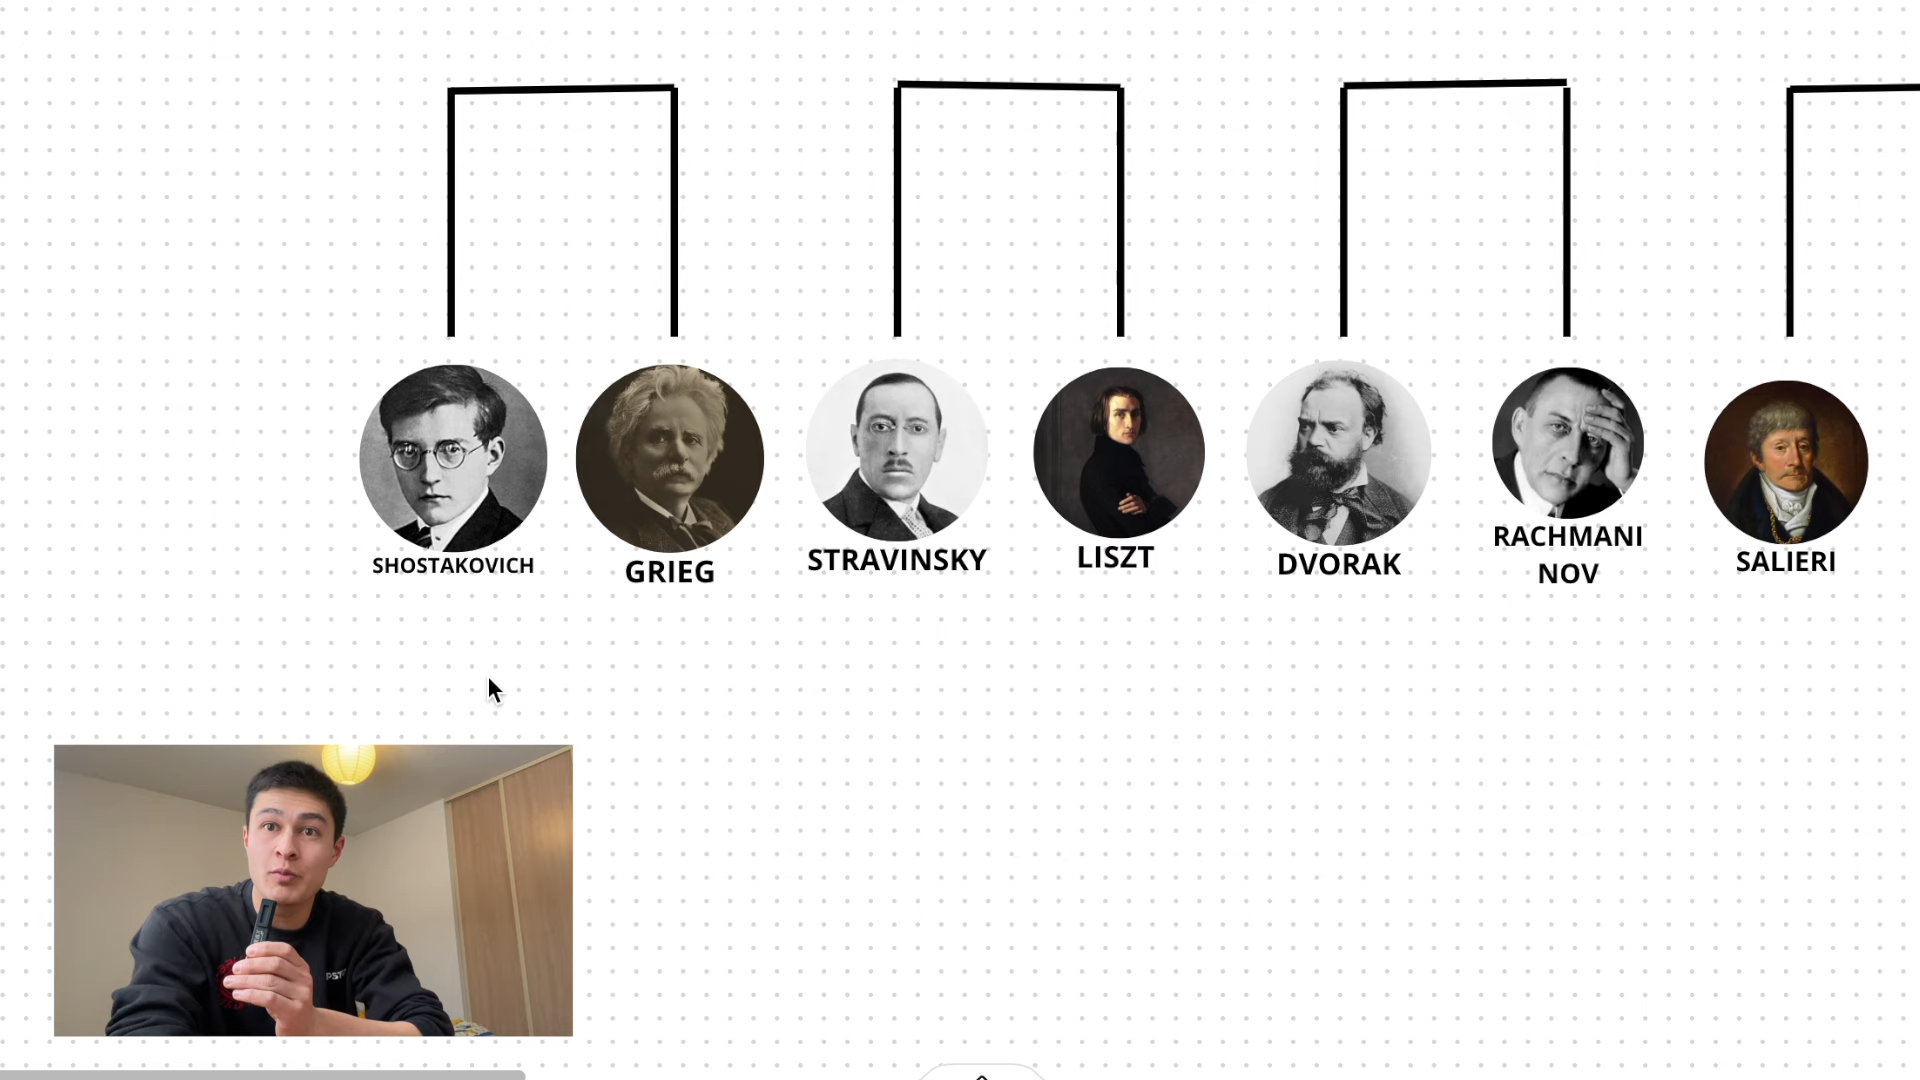 SHOSTAKOVICH
GRIEG
STRAVINSKY
LISZT
DVORAK
RACHMANI
NOV
SALIERI